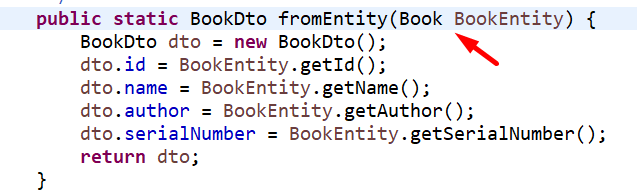 public static BookDto fromEntity(Book BookEntity) {
BookDto dto = new BookDto();
dto.id = BookEntity.getId();
dto.name = BookEntity.getName();
dto.author = BookEntity.getAuthor();
dto.serialNumber = BookEntity.getSerialNumber();
return dto;
}